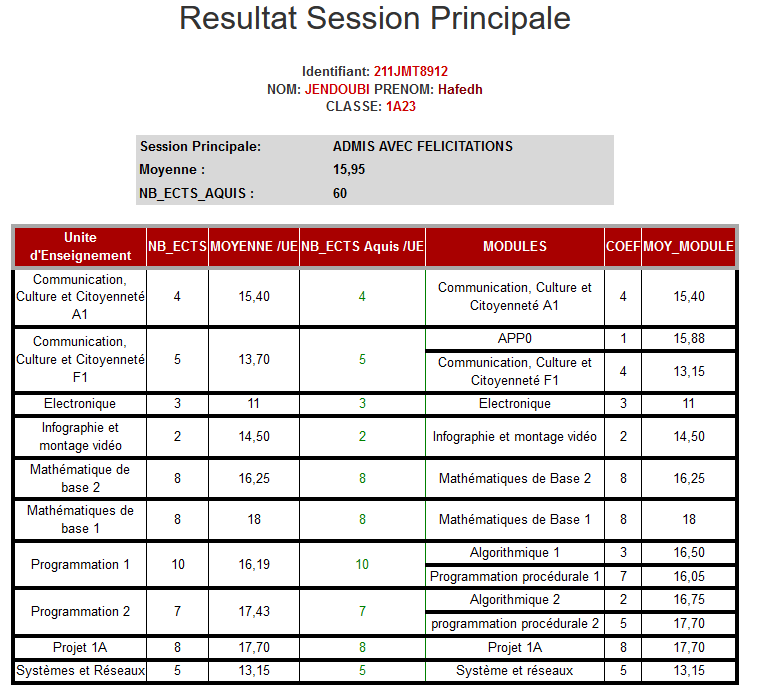 Resultat Session Principale
Identifiant: 211JMT8912
NOM: JENDOUBI PRENOM: Hafedh
CLASSE: 1A23
Session Principale: ADMIS AVEC FELICITATIONS
Moyenne : 15,95
NB_ECTS_AQUIS : 60
Unite d'Enseignement NB_ECTS MOYENNE /UE NB_ECTS Aquis /UE MODULES COEF MOY_MODULE
Communication, Culture et Citoyenneté A1 4 15,40 4 Communication, Culture et Citoyenneté A1 4 15,40
Communication, Culture et Citoyenneté F1 5 13,70 5 APP0 1 15,88
Communication, Culture et Citoyenneté F1 4 13,15
Electronique 3 11 3 Electronique 3 11
Infographie et montage vidéo 2 14,50 2 Infographie et montage vidéo 2 14,50
Mathématique de base 2 8 16,25 8 Mathématiques de Base 2 8 16,25
Mathématiques de base 1 8 18 8 Mathématiques de Base 1 8 18
Programmation 1 10 16,19 10 Algorithmique 1 3 16,50
Programmation procédurale 1 7 16,05
Programmation 2 7 17,43 7 Algorithmique 2 2 16,75
programmation procédurale 2 5 17,70
Projet 1A 8 17,70 8 Projet 1A 8 17,70
Systèmes et Réseaux 5 13,15 5 Système et réseaux 5 13,15